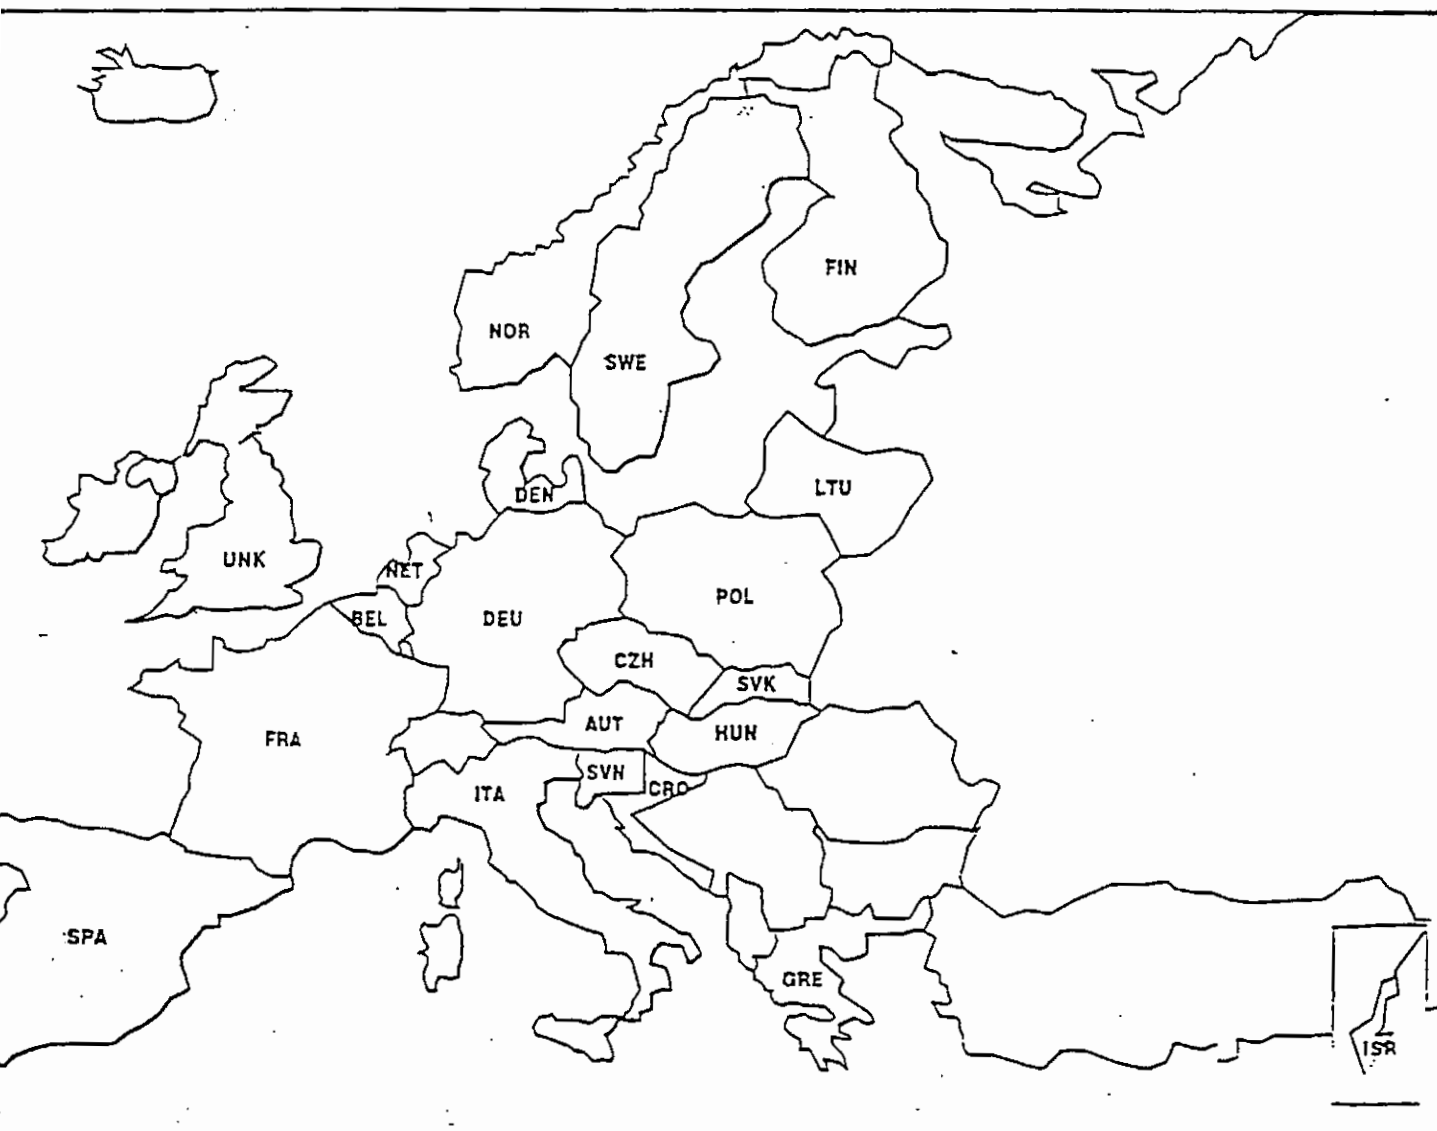 FIN
NOR
SWE
DEN
LTU
UNK
NET
BEL
DEU
POL
CZH
SVK
FRA
AUT
HUN
ITA
SVN
CRO
SPA
GRE
ISR